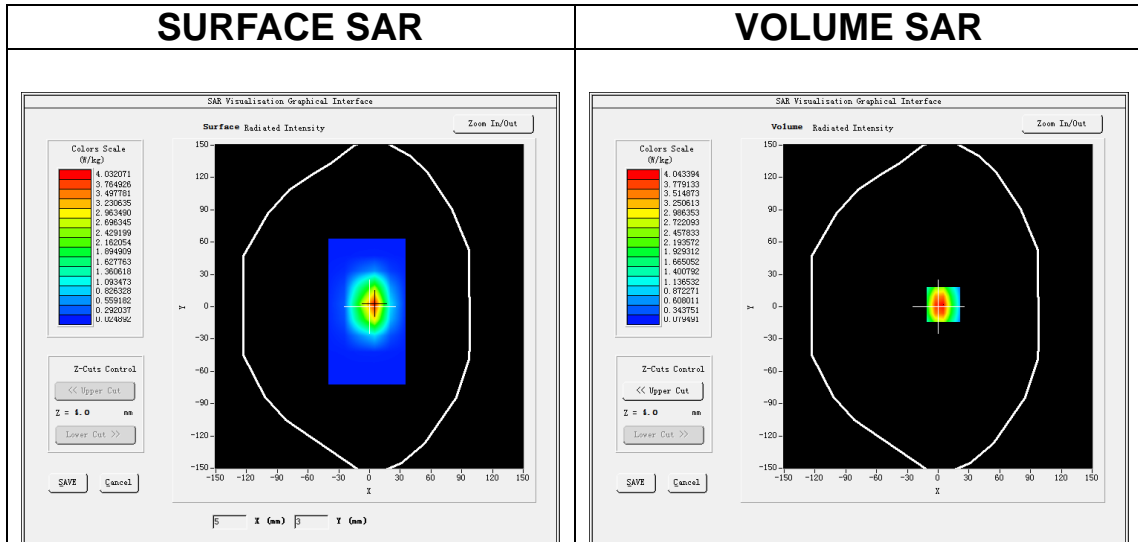 SURFACE SAR
SAR Visualisation Graphical Interface
Surface Radiated Intensity
Zoom In/Out
Colors Scale
(W/kg)
4.032071
3.764926
3.497781
3.230635
2.963490
2.696345
2.429199
2.162054
1.894909
1.627763
1.360618
1.093473
0.826328
0.559182
0.292037
0.024892
150
120
90
60
30
0
-30
-60
-90
-120
-150
Y
-150 -120 -90 -60 -30 0 30 60 90 120 150
X
Z-Cuts Control
<< Upper Cut
Z = 4.0 mm
Lower Cut >>
SAVE Cancel
5 X (mm) 3 Y (mm)
VOLUME SAR
SAR Visualisation Graphical Interface
Volume Radiated Intensity
Zoom In/Out
Colors Scale
(W/kg)
4.043394
3.779133
3.514873
3.250613
2.986353
2.722093
2.457833
2.193572
1.929312
1.665052
1.400792
1.136532
0.872271
0.608011
0.343751
0.079491
150
120
90
60
30
0
-30
-60
-90
-120
-150
Y
-150 -120 -90 -60 -30 0 30 60 90 120 150
X
Z-Cuts Control
<< Upper Cut
Z = 4.0 mm
Lower Cut >>
SAVE Cancel